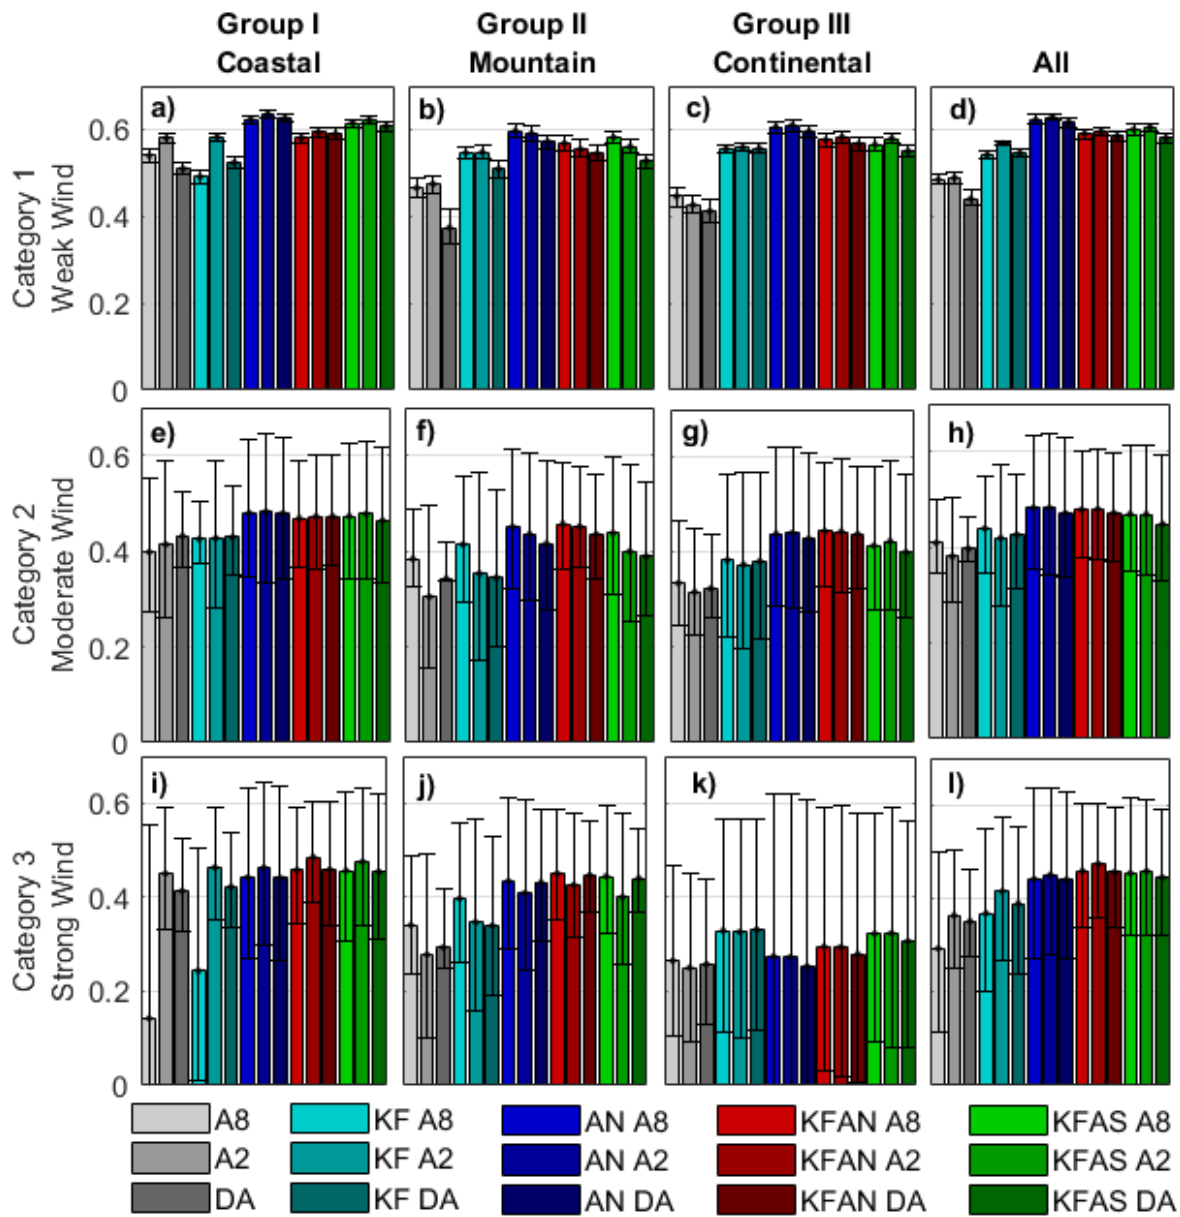 Group I Group II Group III
Coastal Mountain Continental All
Category 1
Weak Wind
a) b) c) d)
0.6
0.4
0.2
0
Category 2
Moderate Wind
e) f) g) h)
0.6
0.4
0.2
0
Category 3
Strong Wind
i) j) k) l)
0.6
0.4
0.2
0
A8 KF A8 AN A8 KFAN A8 KFAS A8
A2 KF A2 AN A2 KFAN A2 KFAS A2
DA KF DA AN DA KFAN DA KFAS DA